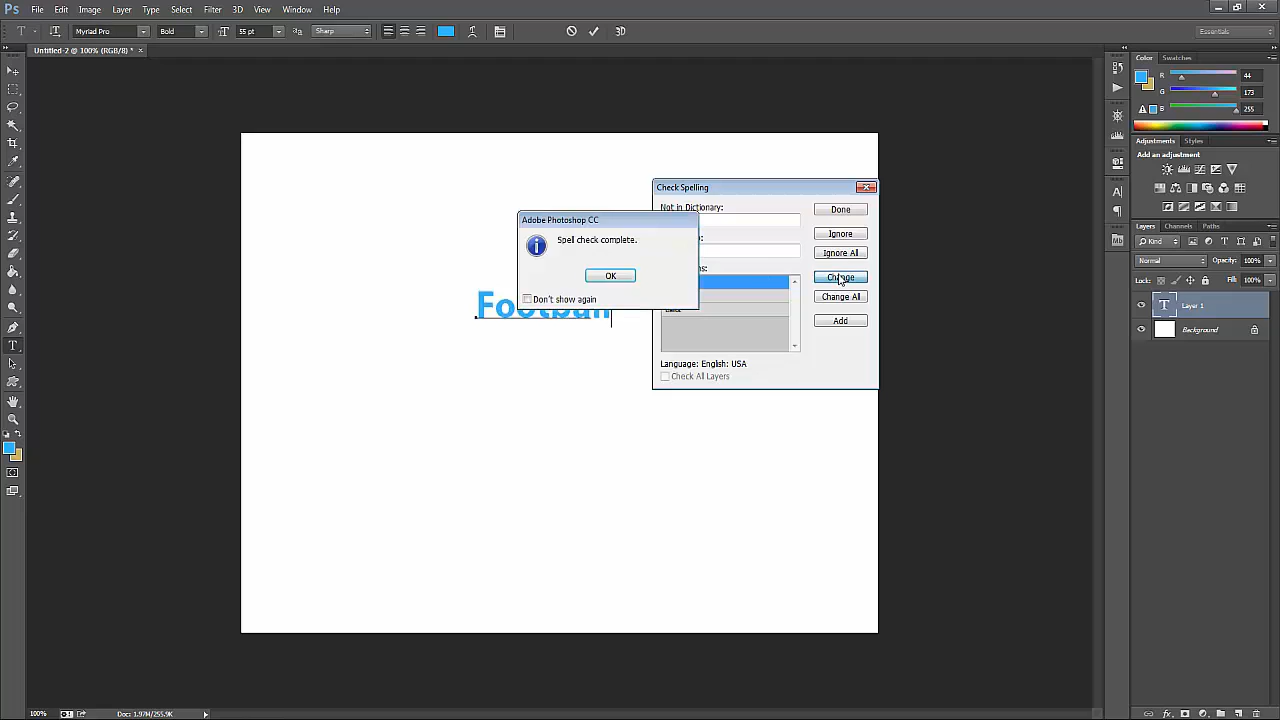 Ps File Edit Image Layer Type Select Filter 3D View Window Help
T Myriad Pro Bold 55 pt Sharp 3D Essentials
Untitled-2 @ 100% (RGB/8) *
Color Swatches
R 44
G 173
B 255
Adjustments Styles
Add an adjustment
Layers Channels Paths
Kind
Normal Opacity: 100%
Lock: Fill: 100%
T Layer 1
Background
Check Spelling
Not in Dictionary:
Done
Ignore
Ignore All
Change
Change All
Add
Language: English: USA
Check All Layers
Adobe Photoshop CC
Spell check complete.
OK
Don't show again
Football
100% Doc: 1.97M/255.9K